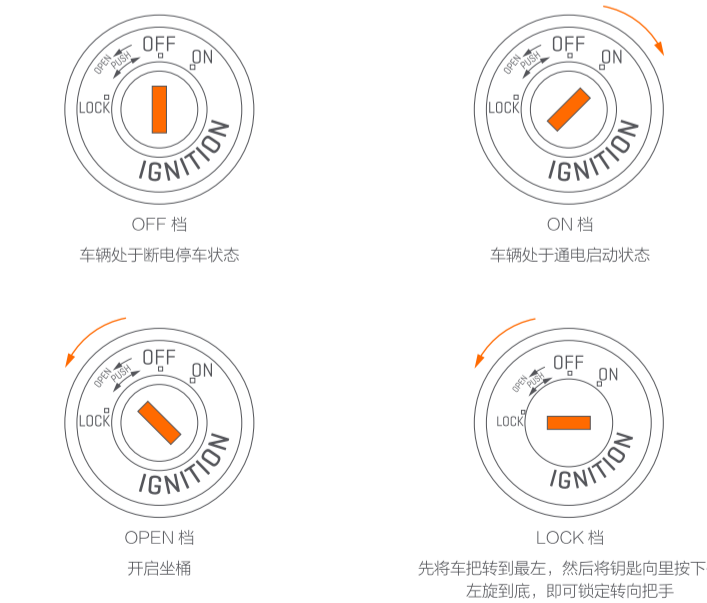 OFF
ON
OPEN
PUSH
LOCK
IGNITION
OFF 档
车辆处于断电停车状态
OFF
ON
OPEN
PUSH
LOCK
IGNITION
ON 档
车辆处于通电启动状态
OFF
ON
OPEN
PUSH
LOCK
IGNITION
OPEN 档
开启坐桶
OFF
ON
OPEN
PUSH
LOCK
IGNITION
LOCK 档
先将车把转到最左，然后将钥匙向里按下
左旋到底，即可锁定转向把手